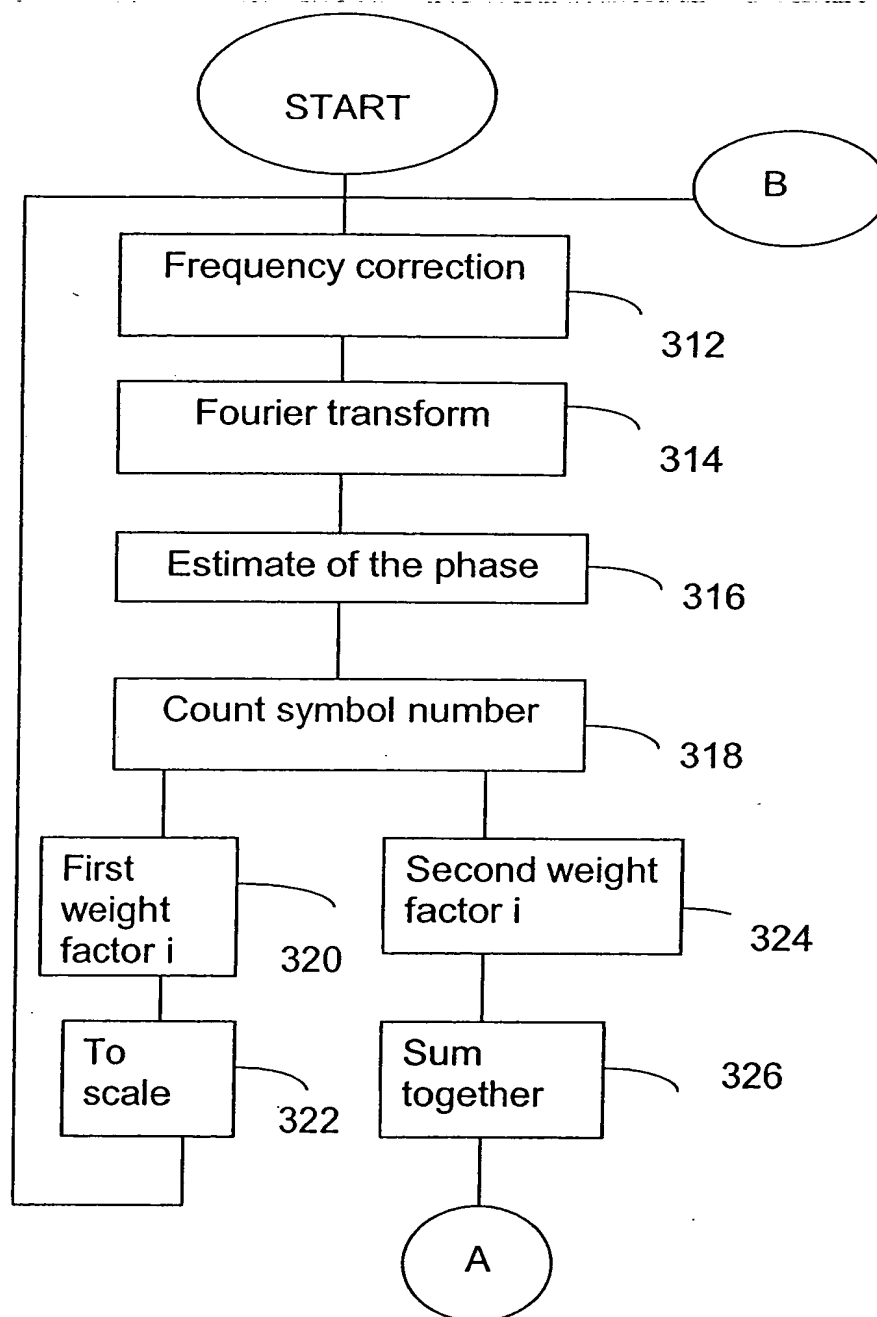 START
B
Frequency correction
312
Fourier transform
314
Estimate of the phase
316
Count symbol number
318
First
weight
factor i
320
Second weight
factor i
324
To
scale
322
Sum
together
326
A